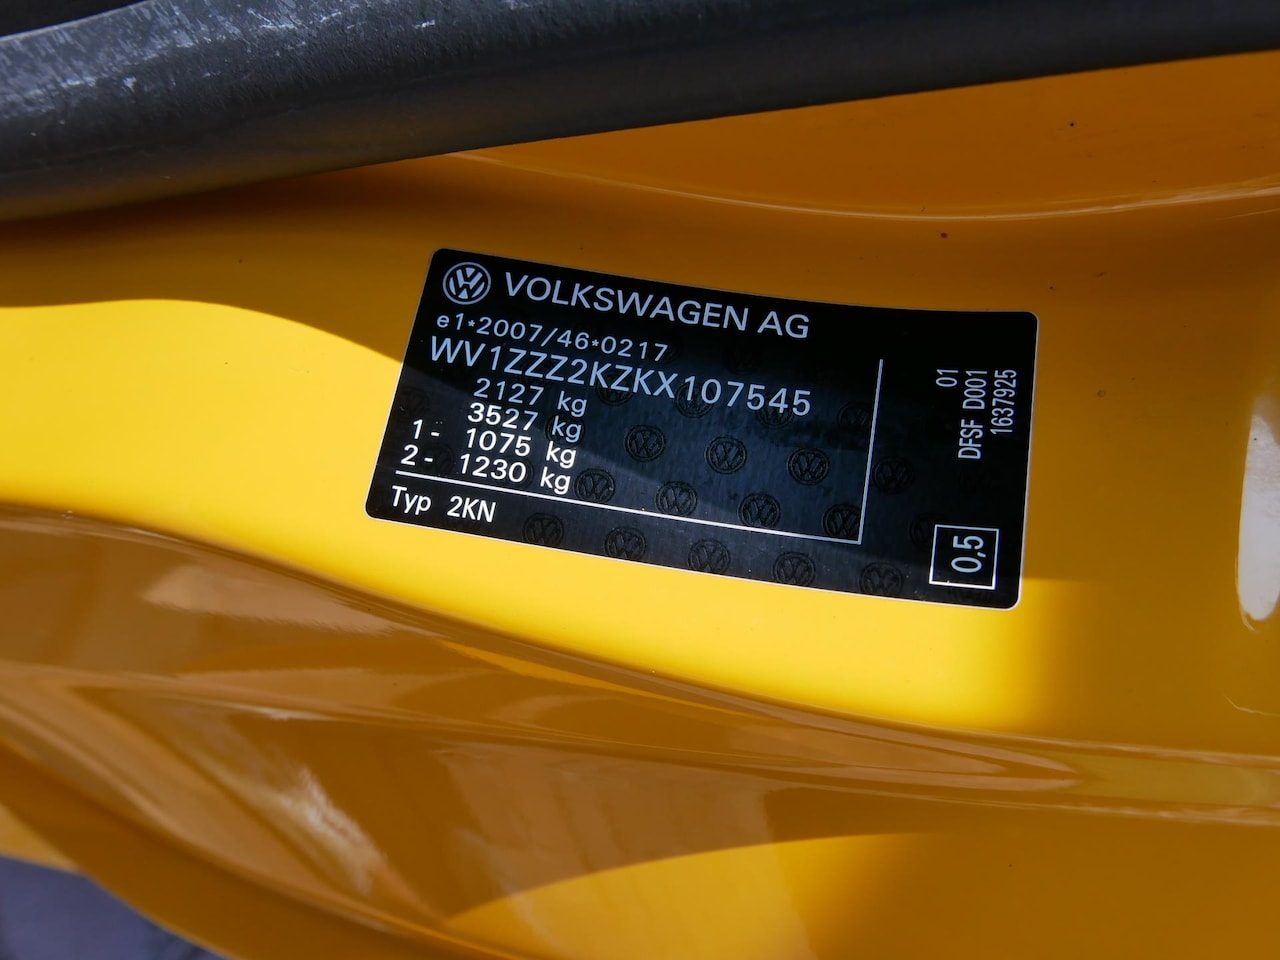 VOLKSWAGEN AG
e1*2007/46*0217
WV1ZZZ2KZKX107545
2127 kg
3527 kg
1- 1075 kg
2- 1230 kg
Typ 2KN
01
DFSF D001
1637925
0,5